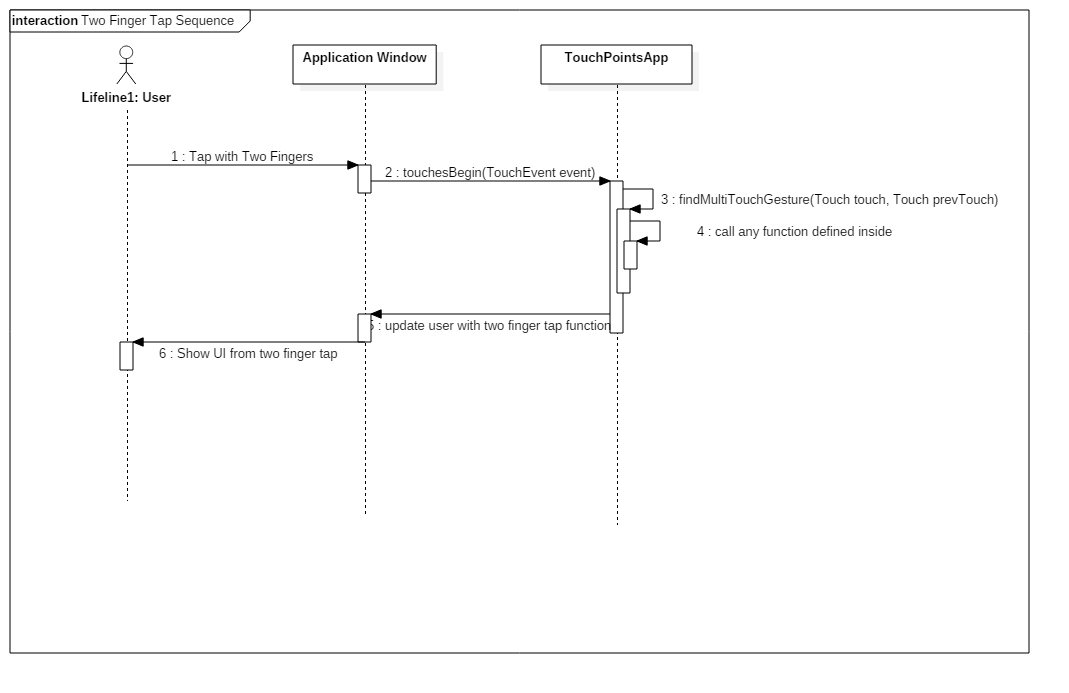 interaction Two Finger Tap Sequence
Application Window
TouchPointsApp
Lifeline1: User
1 : Tap with Two Fingers
2 : touchesBegin(TouchEvent event)
3 : findMultiTouchGesture(Touch touch, Touch prevTouch)
4 : call any function defined inside
5 : update user with two finger tap function
6 : Show UI from two finger tap